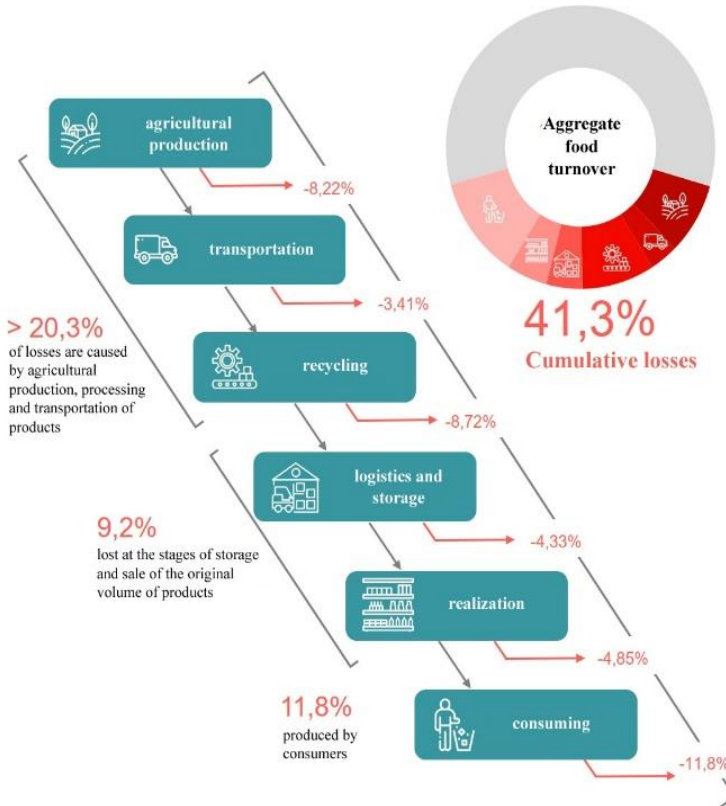 Aggregate
food
turnover
41,3%
Cumulative losses
agricultural
production
-8,22%
transportation
-3,41%
> 20,3%
of losses are caused
by agricultural
production, processing
and transportation of
products
recycling
-8,72%
logistics and
storage
-4,33%
9,2%
lost at the stages of storage
and sale of the original
volume of products
realization
-4,85%
11,8%
produced by
consumers
consuming
-11,8%